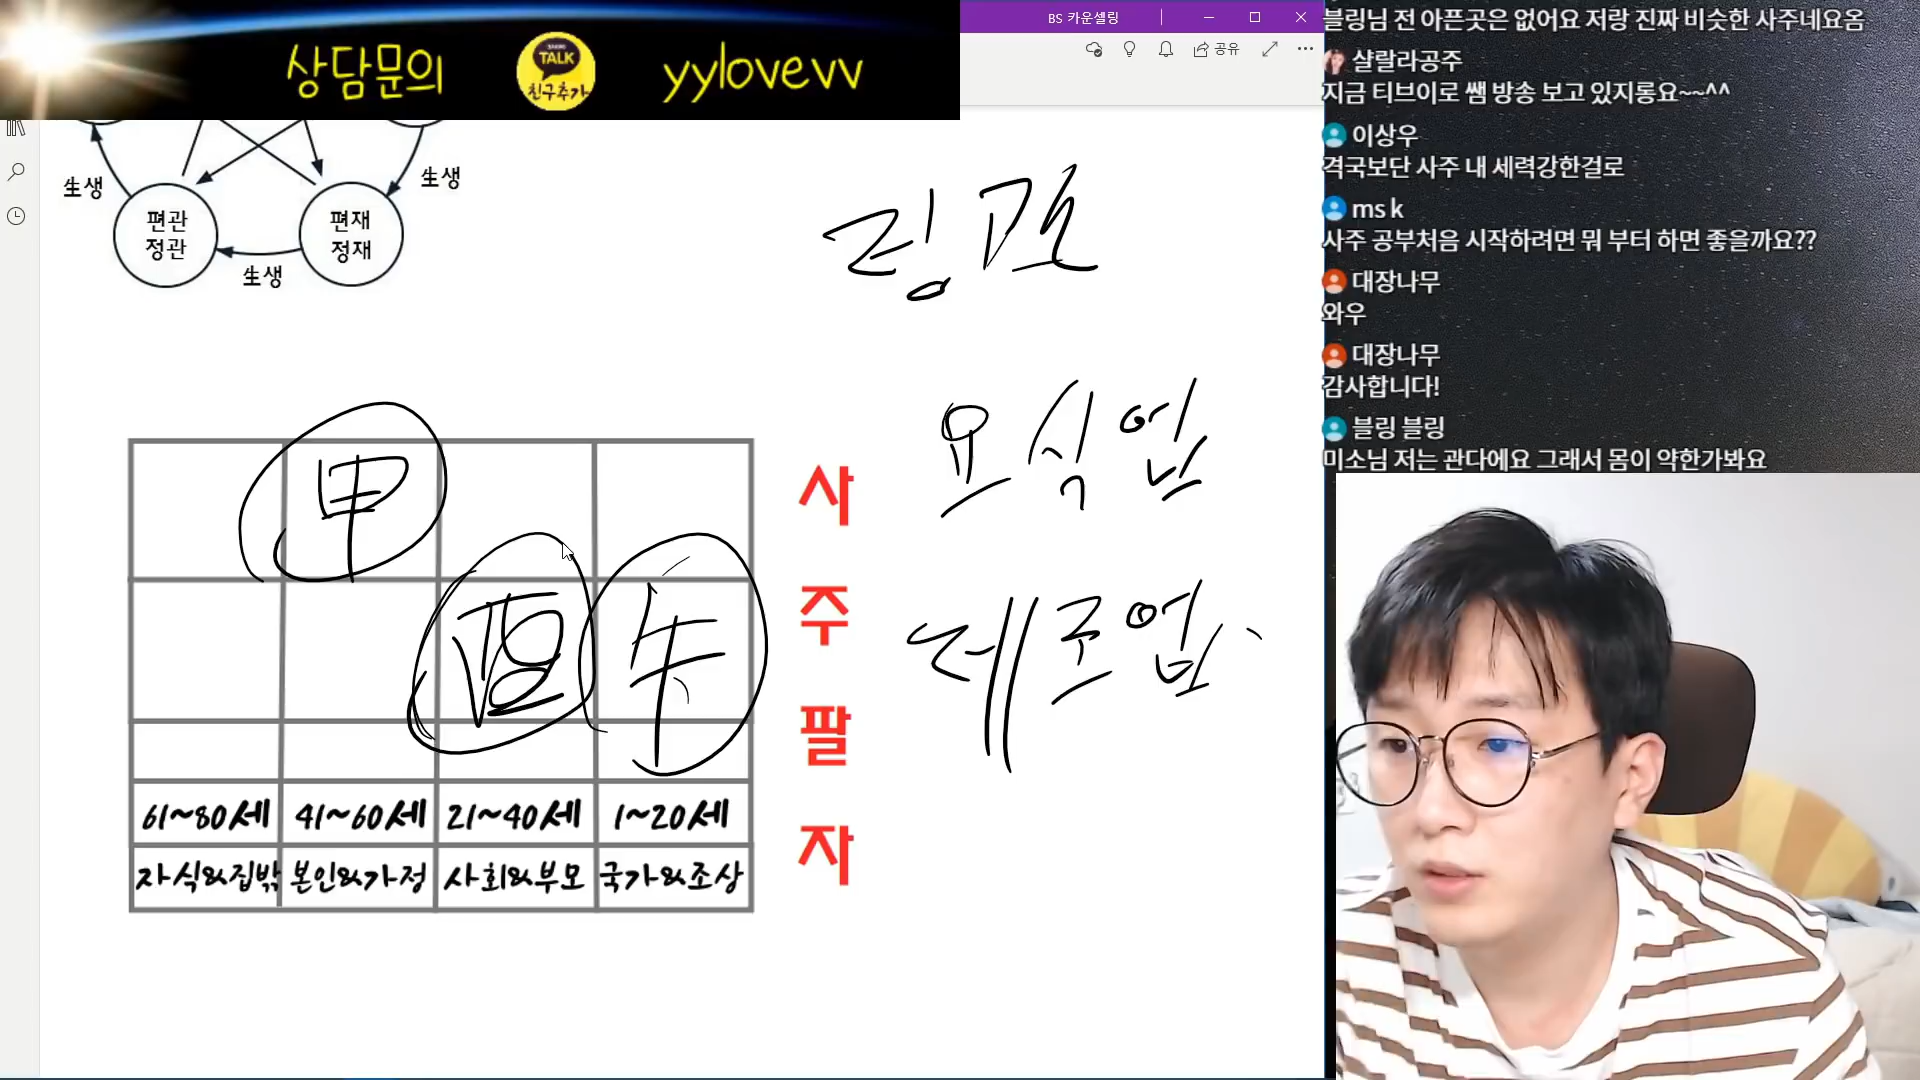 상담문의
TALK
친구추가
yylovevv
BS 카운셀링
공유
生생
生생
편관
정관
편재
정재
生생
요식업
제조업
甲
사
주
팔
자
61~80세
41~60세
21~40세
1~20세
자식&집밖
본인&가정
사회&부모
국가&조상
블링님 전 아픈곳은 없어요 저랑 진짜 비슷한 사주네요옴
샬랄라공주
지금 티브이로 쌤 방송 보고 있지롱요~~^^
이상우
격국보단 사주 내 세력강한걸로
ms k
사주 공부처음 시작하려면 뭐 부터 하면 좋을까요??
대장나무
와우
대장나무
감사합니다!
블링 블링
미소님 저는 관다에요 그래서 몸이 약한가봐요